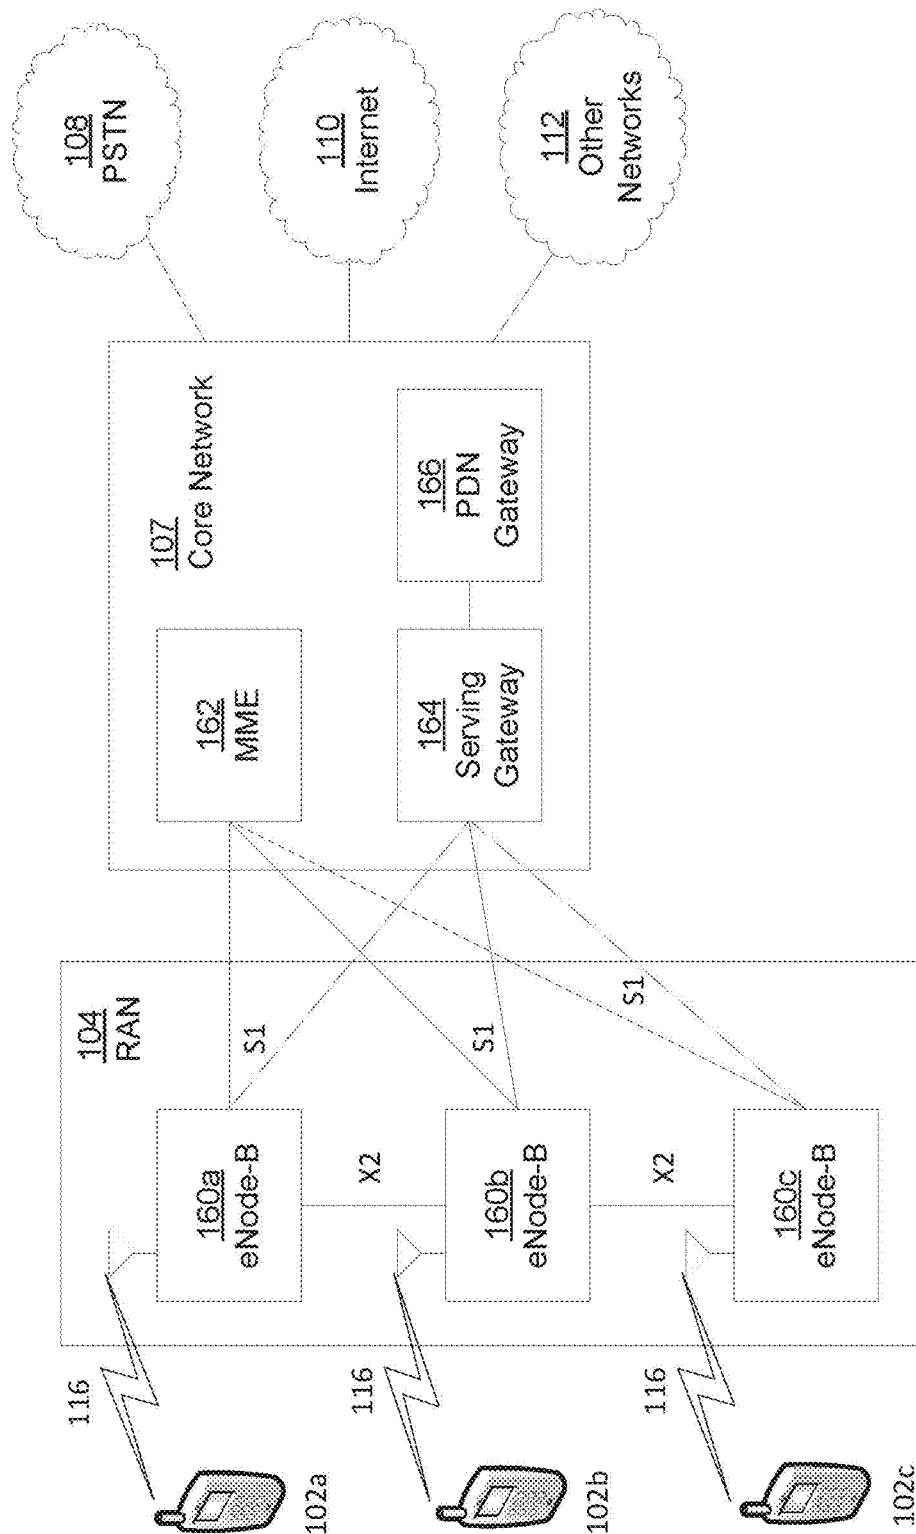 102a
116
104
RAN
160a
eNode-B
S1
X2
102b
116
160b
eNode-B
S1
X2
102c
116
160c
eNode-B
S1
107
Core Network
162
MME
164
Serving
Gateway
166
PDN
Gateway
108
PSTN
110
Internet
112
Other
Networks